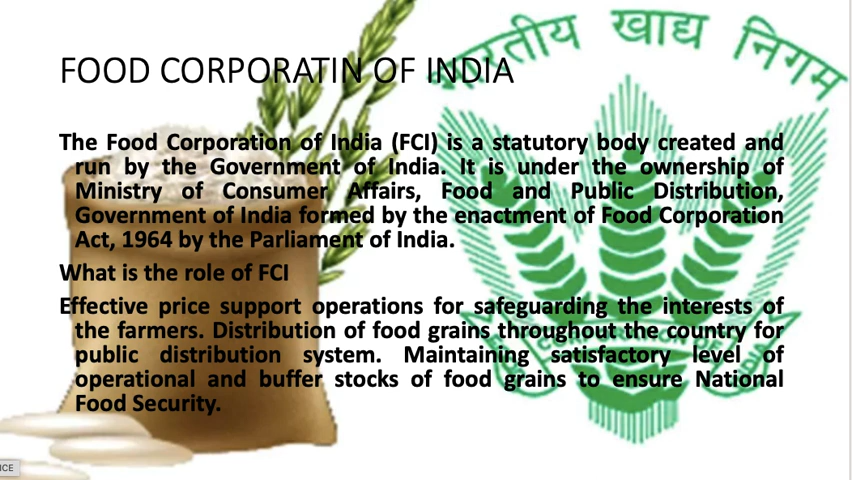 भारतीय खाद्य निगम
FOOD CORPORATIN OF INDIA
The Food Corporation of India (FCI) is a statutory body created and
run by the Government of India. It is under the ownership of
Ministry of Consumer Affairs, Food and Public Distribution,
Government of India formed by the enactment of Food Corporation
Act, 1964 by the Parliament of India.
What is the role of FCI
Effective price support operations for safeguarding the interests of
the farmers. Distribution of food grains throughout the country for
public distribution system. Maintaining satisfactory level of
operational and buffer stocks of food grains to ensure National
Food Security.